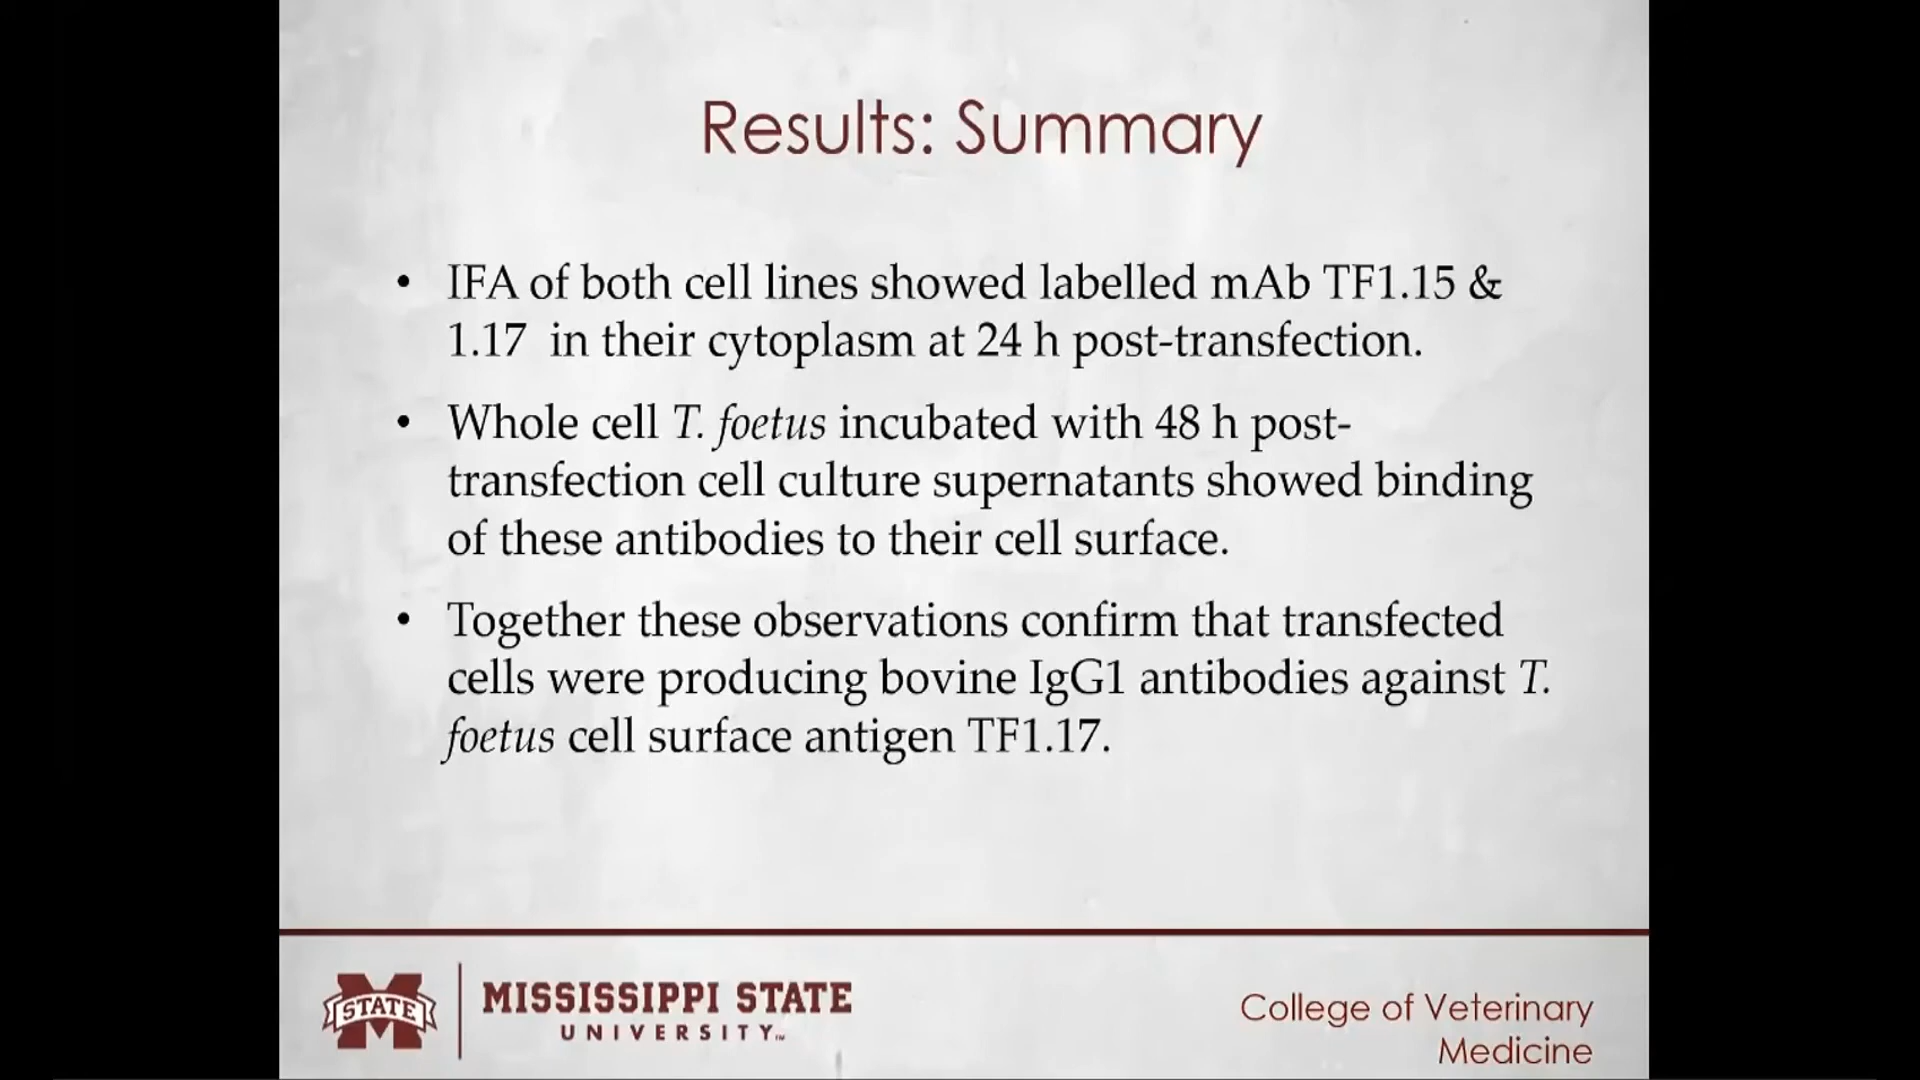 Results: Summary
• IFA of both cell lines showed labelled mAb TF1.15 &
1.17 in their cytoplasm at 24 h post-transfection.
• Whole cell T. foetus incubated with 48 h post-
transfection cell culture supernatants showed binding
of these antibodies to their cell surface.
• Together these observations confirm that transfected
cells were producing bovine IgG1 antibodies against T.
foetus cell surface antigen TF1.17.
STATE
MISSISSIPPI STATE
UNIVERSITY™
College of Veterinary
Medicine